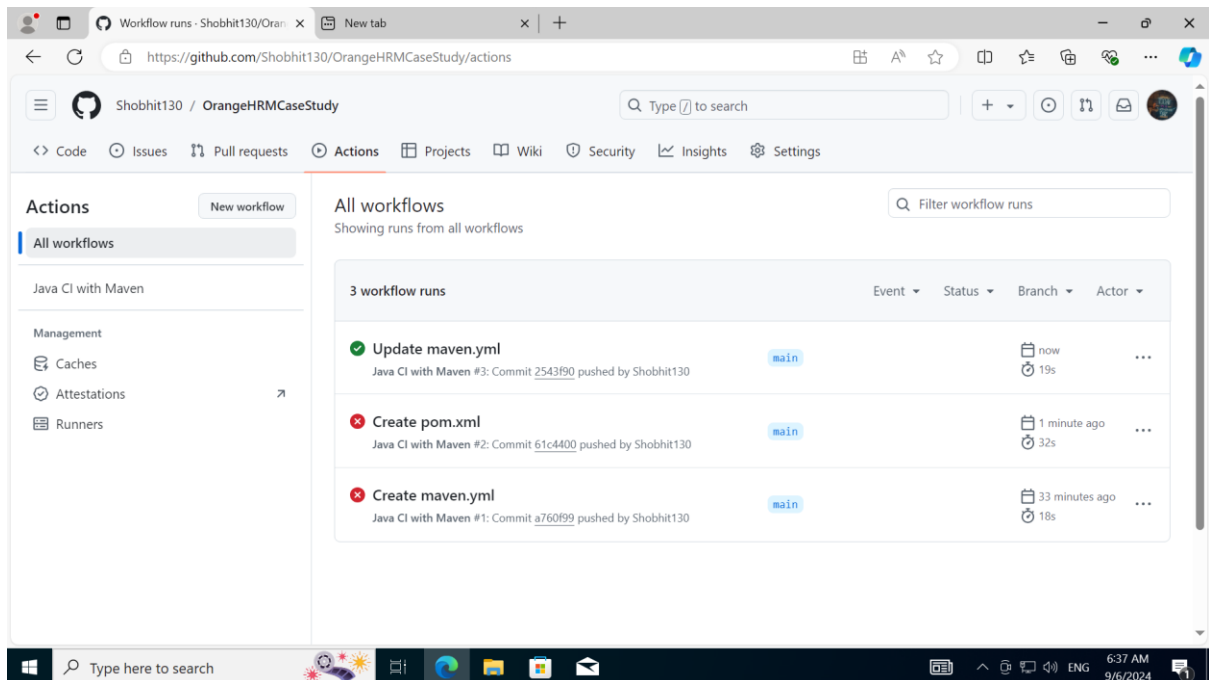 Workflow runs · Shobhit130/Oran
New tab
https://github.com/Shobhit130/OrangeHRMCaseStudy/actions
Shobhit130 / OrangeHRMCaseStudy
Type / to search
Code Issues Pull requests Actions Projects Wiki Security Insights Settings
Actions
New workflow
All workflows
Java CI with Maven
Management
Caches
Attestations
Runners
All workflows
Showing runs from all workflows
Filter workflow runs
3 workflow runs
Event Status Branch Actor
Update maven.yml
Java CI with Maven #3: Commit 2543f90 pushed by Shobhit130
main
now
19s
Create pom.xml
Java CI with Maven #2: Commit 61c4400 pushed by Shobhit130
main
1 minute ago
32s
Create maven.yml
Java CI with Maven #1: Commit a760f99 pushed by Shobhit130
main
33 minutes ago
18s
Type here to search
ENG
6:37 AM
9/6/2024
1